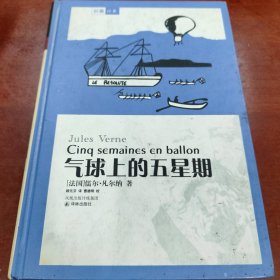 LE RESOLUTE
Jules Verne
Cinq semaines en ballon
气球上的五星期
[法国]儒尔·凡尔纳 著
译林出版社